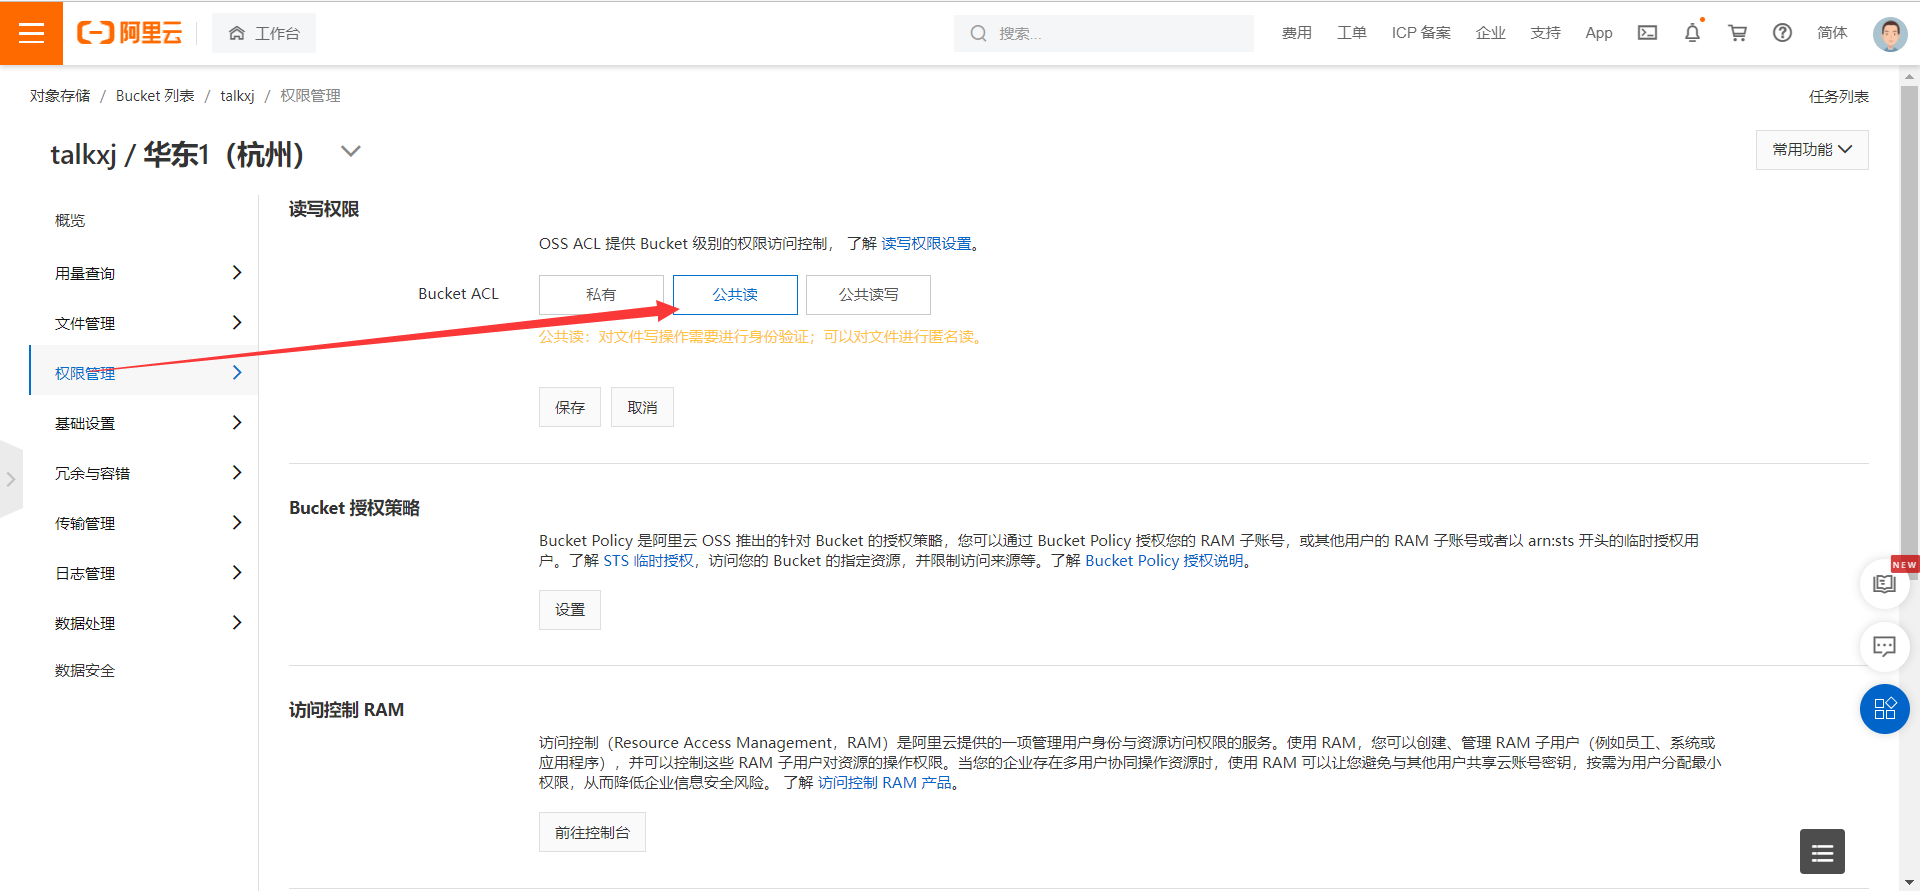 阿里云
工作台
搜索...
费用
工单
ICP 备案
企业
支持
App
简体
对象存储 / Bucket 列表 / talkxj / 权限管理
任务列表
talkxj / 华东1（杭州）
常用功能
概览
用量查询
文件管理
权限管理
基础设置
冗余与容错
传输管理
日志管理
数据处理
数据安全
读写权限
OSS ACL 提供 Bucket 级别的权限访问控制， 了解 读写权限设置。
Bucket ACL
私有
公共读
公共读写
公共读：对文件写操作需要进行身份验证；可以对文件进行匿名读。
保存
取消
Bucket 授权策略
Bucket Policy 是阿里云 OSS 推出的针对 Bucket 的授权策略，您可以通过 Bucket Policy 授权您的 RAM 子账号，或其他用户的 RAM 子账号或者以 arn:sts 开头的临时授权用
户。了解 STS 临时授权，访问您的 Bucket 的指定资源，并限制访问来源等。了解 Bucket Policy 授权说明。
设置
NEW
访问控制 RAM
访问控制（Resource Access Management，RAM）是阿里云提供的一项管理用户身份与资源访问权限的服务。使用 RAM，您可以创建、管理 RAM 子用户（例如员工、系统或
应用程序），并可以控制这些 RAM 子用户对资源的操作权限。当您的企业存在多用户协同操作资源时，使用 RAM 可以让您避免与其他用户共享云账号密钥，按需为用户分配最小
权限，从而降低企业信息安全风险。 了解 访问控制 RAM 产品。
前往控制台